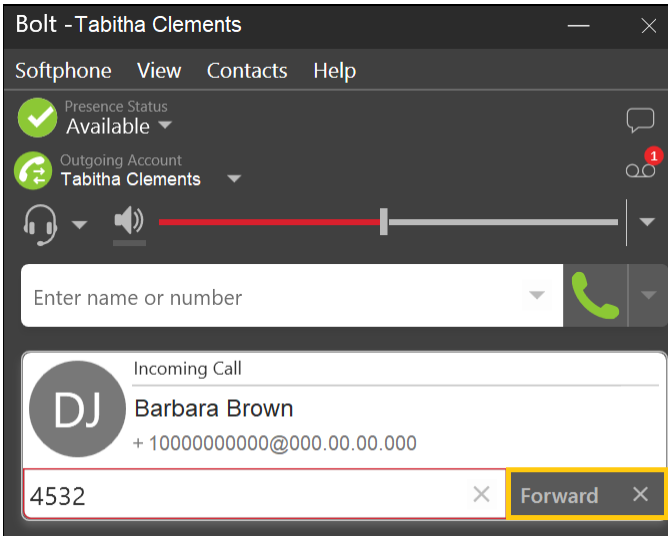 Bolt - Tabitha Clements
Softphone View Contacts Help
Presence Status
Available
Outgoing Account
Tabitha Clements
1
Enter name or number
Incoming Call
DJ
Barbara Brown
+ 10000000000@000.00.00.000
4532
Forward